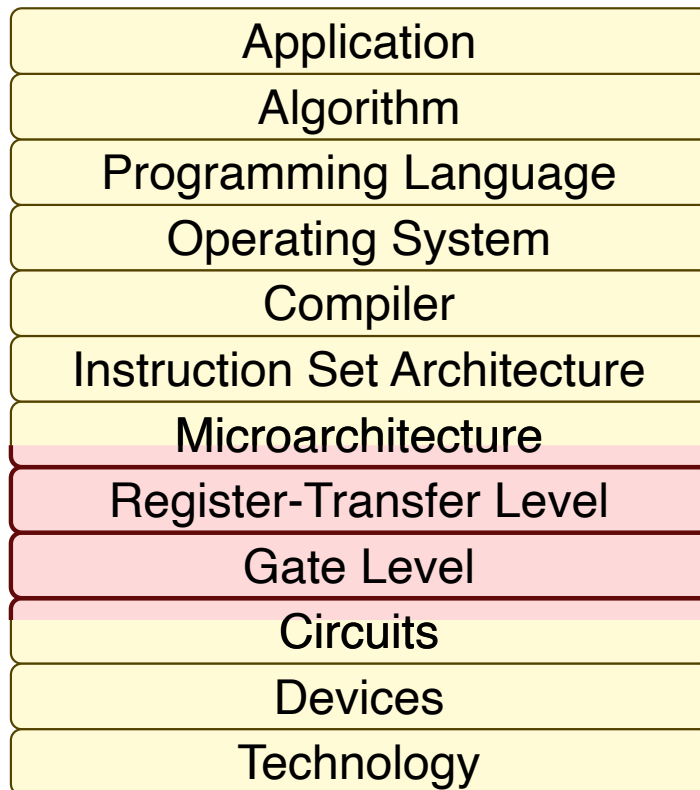 Application
Algorithm
Programming Language
Operating System
Compiler
Instruction Set Architecture
Microarchitecture
Register-Transfer Level
Gate Level
Circuits
Devices
Technology